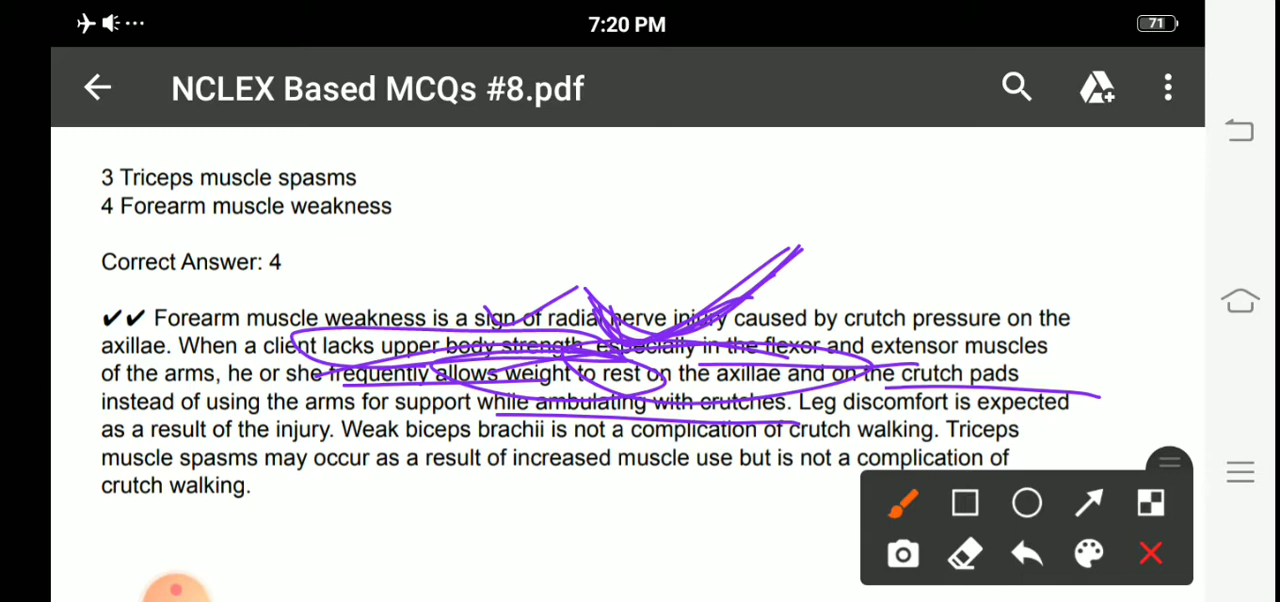 7:20 PM
71
NCLEX Based MCQs #8.pdf
3 Triceps muscle spasms
4 Forearm muscle weakness
Correct Answer: 4
✔✔ Forearm muscle weakness is a sign of radial nerve injury caused by crutch pressure on the
axillae. When a client lacks upper body strength, especially in the flexor and extensor muscles
of the arms, he or she frequently allows weight to rest on the axillae and on the crutch pads
instead of using the arms for support while ambulating with crutches. Leg discomfort is expected
as a result of the injury. Weak biceps brachii is not a complication of crutch walking. Triceps
muscle spasms may occur as a result of increased muscle use but is not a complication of
crutch walking.